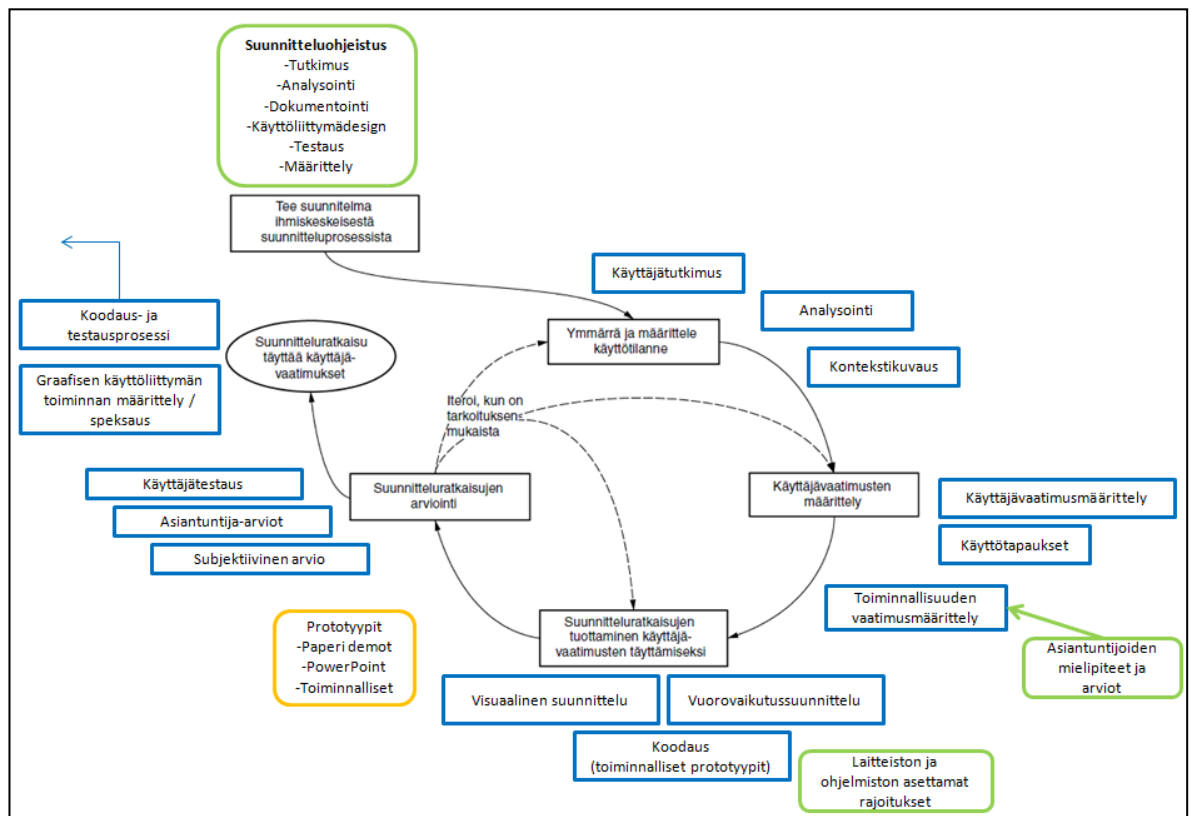 Suunnitteluohjeistus
-Tutkimus
-Analysointi
-Dokumentointi
-Käyttöliittymädesign
-Testaus
-Määrittely
Tee suunnitelma
ihmiskeskeisestä
suunnitteluprosessista
Käyttäjätutkimus
Analysointi
Koodaus- ja
testausprosessi
Suunnitteluratkaisu
täyttää käyttäjä-
vaatimukset
Ymmärrä ja määrittele
käyttötilanne
Kontekstikuvaus
Graafisen käyttöliittymän
toiminnan määrittely /
speksaus
Iteroi, kun on
tarkoituksen-
mukaista
Käyttäjätestaus
Asiantuntija-arviot
Subjektiivinen arvio
Suunnitteluratkaisujen
arviointi
Käyttäjävaatimusten
määrittely
Käyttäjävaatimusmäärittely
Käyttötapaukset
Toiminnallisuuden
vaatimusmäärittely
Asiantuntijoiden
mielipiteet ja
arviot
Prototyypit
-Paperi demot
-PowerPoint
-Toiminnalliset
Suunnitteluratkaisujen
tuottaminen käyttäjä-
vaatimusten täyttämiseksi
Visuaalinen suunnittelu
Vuorovaikutussuunnittelu
Koodaus
(toiminnalliset prototyypit)
Laitteiston ja
ohjelmiston asettamat
rajoitukset